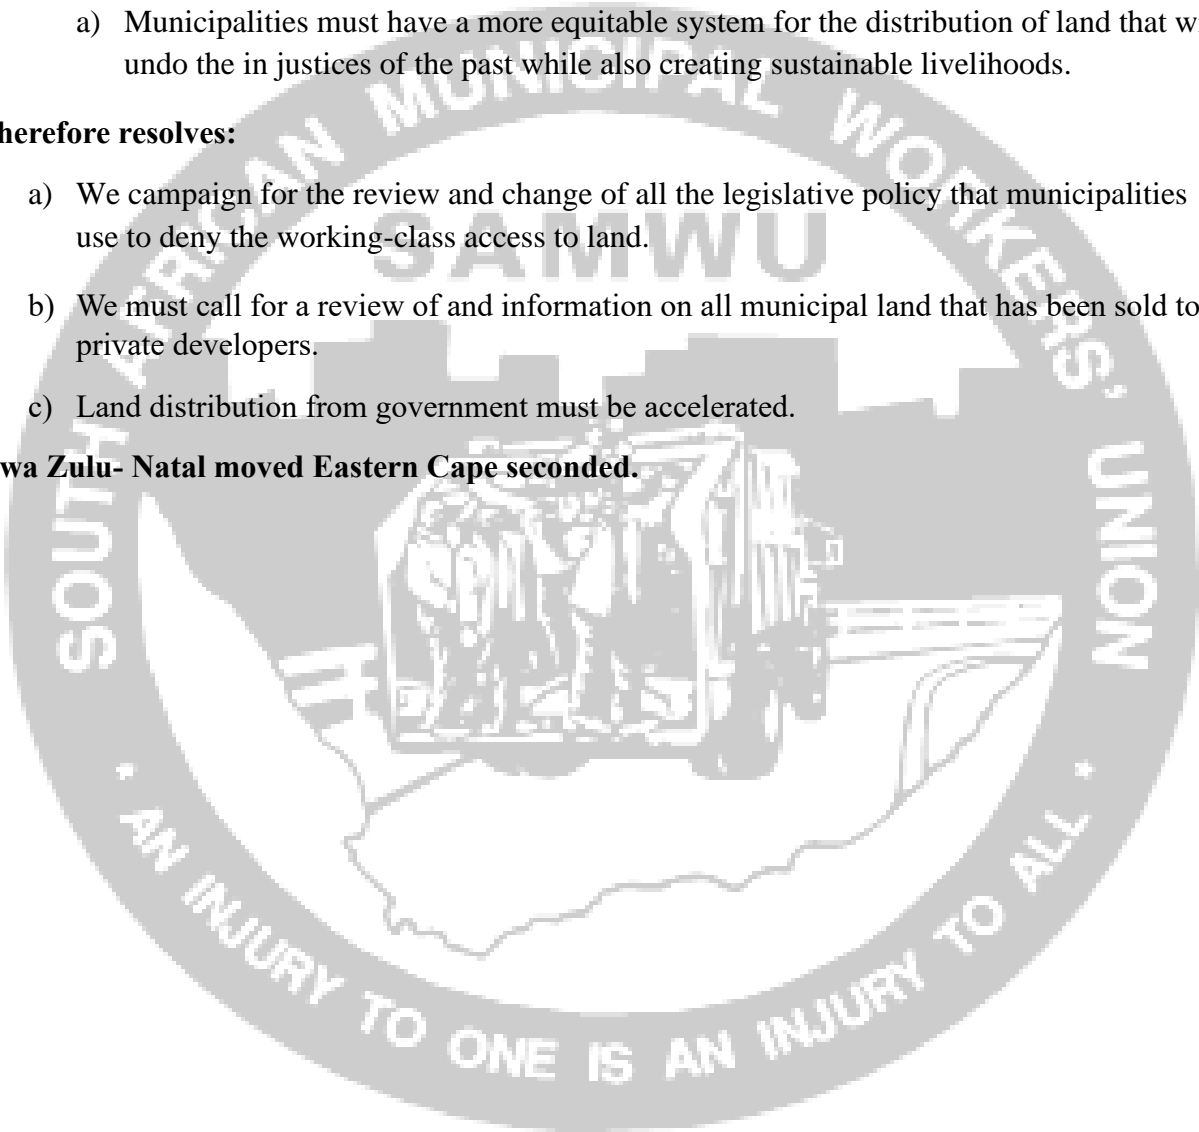 a) Municipalities must have a more equitable system for the distribution of land that wi
undo the in justices of the past while also creating sustainable livelihoods.
herefore resolves:
a) We campaign for the review and change of all the legislative policy that municipalities
use to deny the working-class access to land.
b) We must call for a review of and information on all municipal land that has been sold to
private developers.
c) Land distribution from government must be accelerated.
wa Zulu- Natal moved Eastern Cape seconded.
SOUTH AFRICAN MUNICIPAL WORKERS' UNION
SAMWU
* AN INJURY TO ONE IS AN INJURY TO ALL *